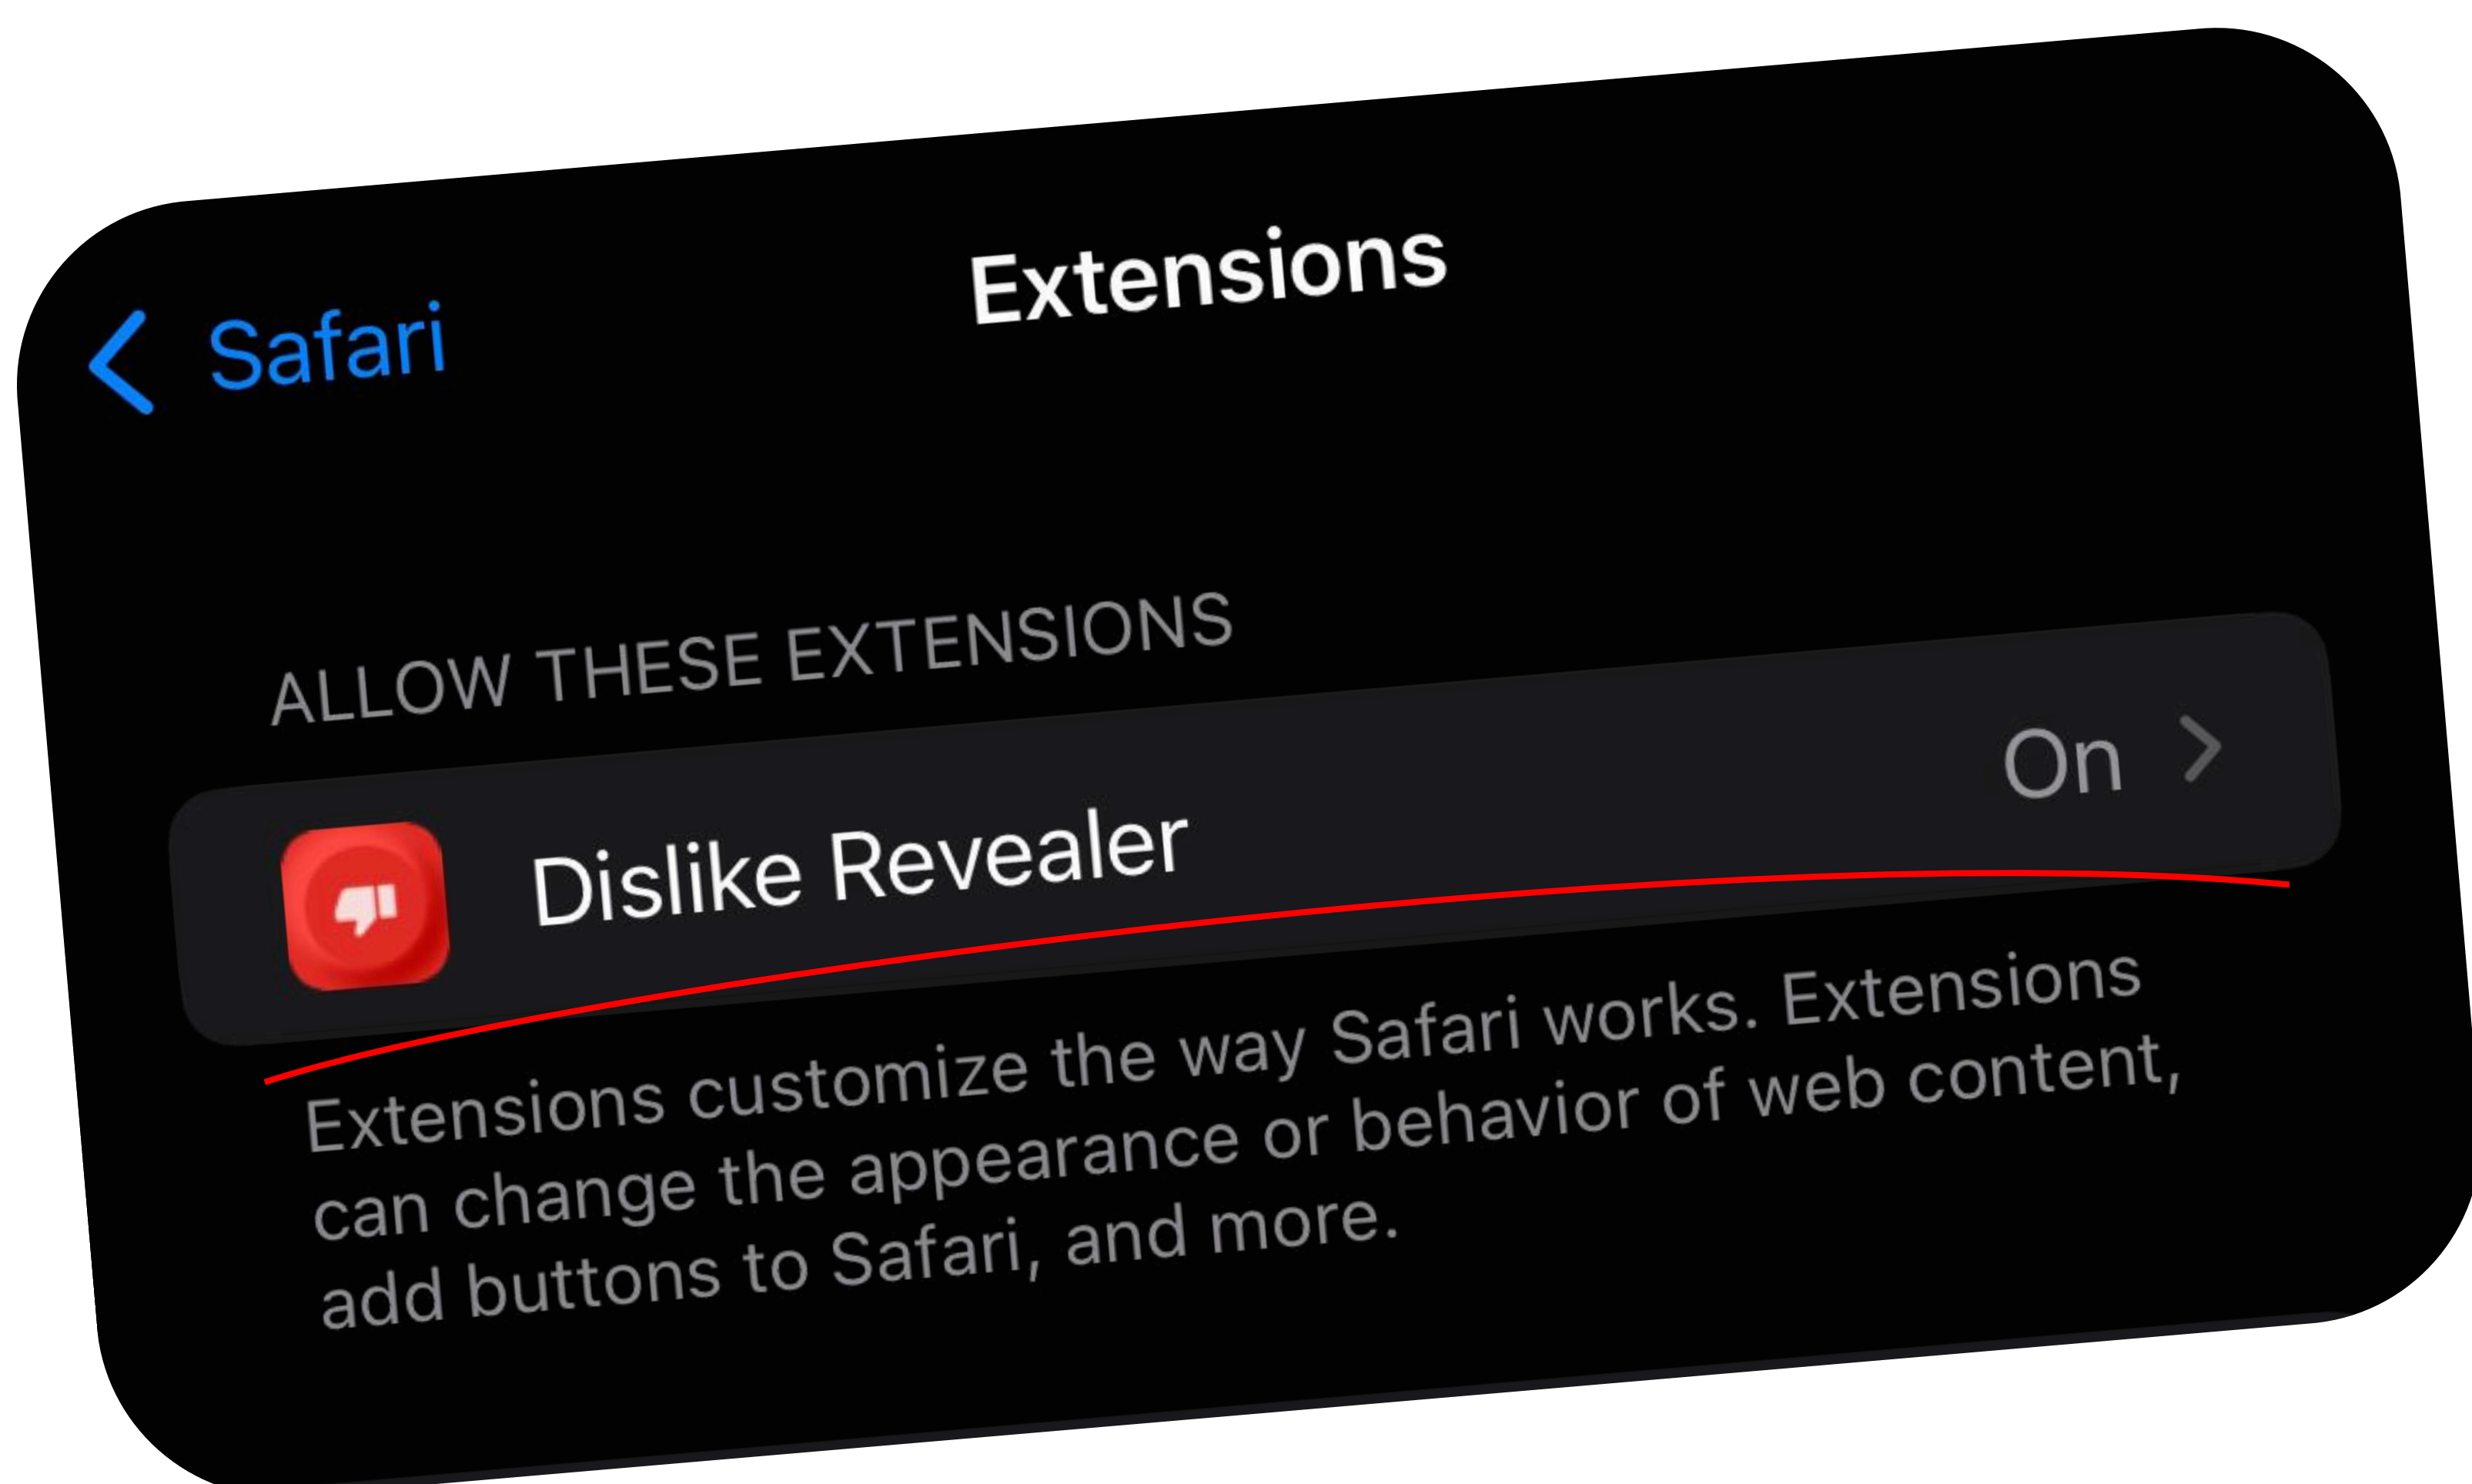 Safari
Extensions
ALLOW THESE EXTENSIONS
Dislike Revealer
On
Extensions customize the way Safari works. Extensions
can change the appearance or behavior of web content,
add buttons to Safari, and more.